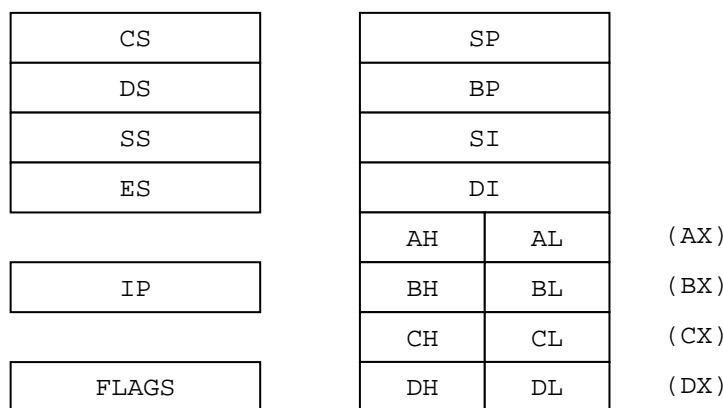 CS SP
DS BP
SS SI
ES DI
AH AL (AX)
IP BH BL (BX)
CH CL (CX)
FLAGS DH DL (DX)